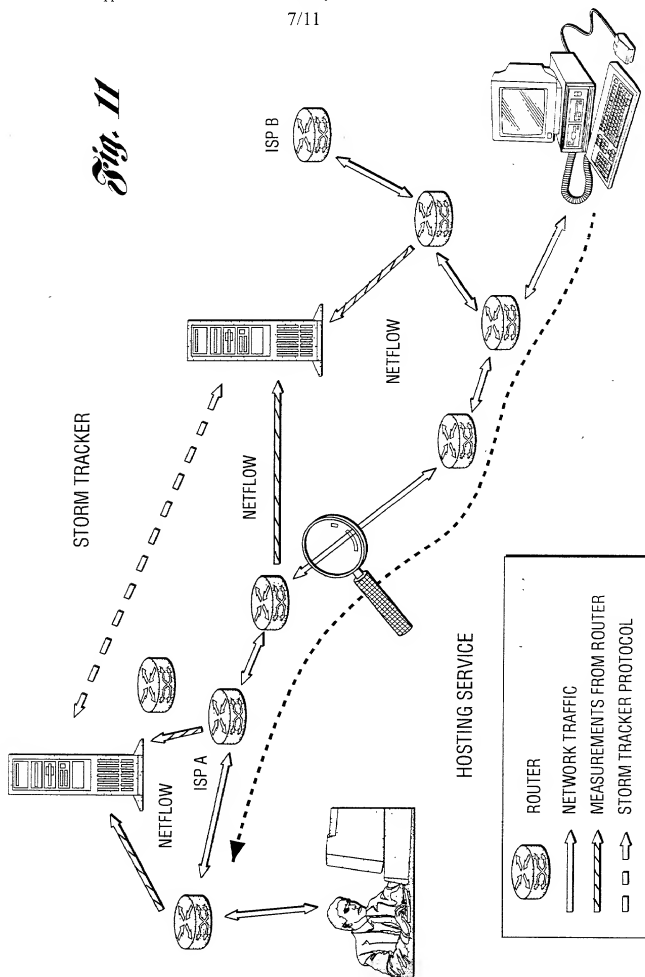 7/11
Fig. 11
ISP B
STORM TRACKER
NETFLOW
NETFLOW
NETFLOW
ISP A
HOSTING SERVICE
ROUTER
NETWORK TRAFFIC
MEASUREMENTS FROM ROUTER
STORM TRACKER PROTOCOL